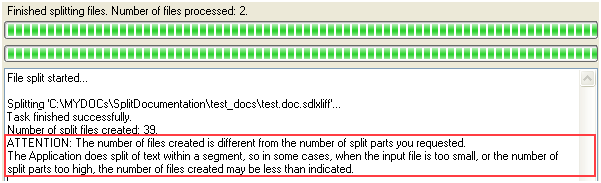 Finished splitting files. Number of files processed: 2.
File split started...
Splitting 'C:\MYDOCs\SplitDocumentation\test_docs\test.doc.sdlxliff'...
Task finished successfully.
Number of split files created: 39.
ATTENTION: The number of files created is different from the number of split parts you requested.
The Application does split of text within a segment, so in some cases, when the input file is too small, or the number of
split parts too high, the number of files created may be less than indicated.